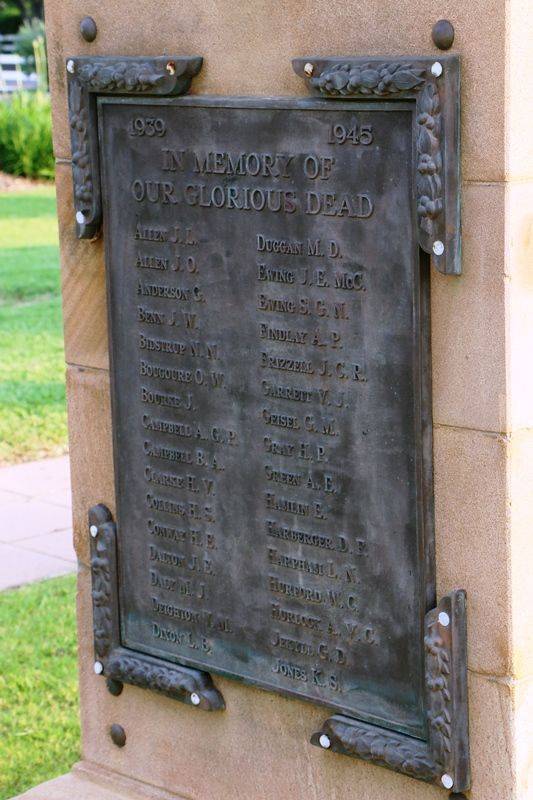 1939 1945
IN MEMORY OF
OUR GLORIOUS DEAD
ALLEN J. L.
ALLEN J. O.
ANDERSON G.
BENN J. W.
BIDSTRUP N. N.
BOUGOURE O. W.
BOURKE J.
CAMPBELL A. G. P.
CAMPBELL B. A.
CLARKE H. V.
COLLINS H. S.
CONWAY H. E.
DALTON J. E.
DALY M. J.
DEIGHTON V. M.
DIXON L. S.
DUGGAN M. D.
EWING J. E. McC.
EWING S. G. N.
FINDLAY A. P.
FRIZZELL J. C. R.
GARRETT V. J.
GEISEL G. M.
GRAY H. P.
GREEN A. E.
HAMLIN E.
HARBERGER D. F.
HARPHAM L. N.
HURFORD W. C.
HURLOCK A. V. C.
JEKYLL G. D.
JONES K. S.